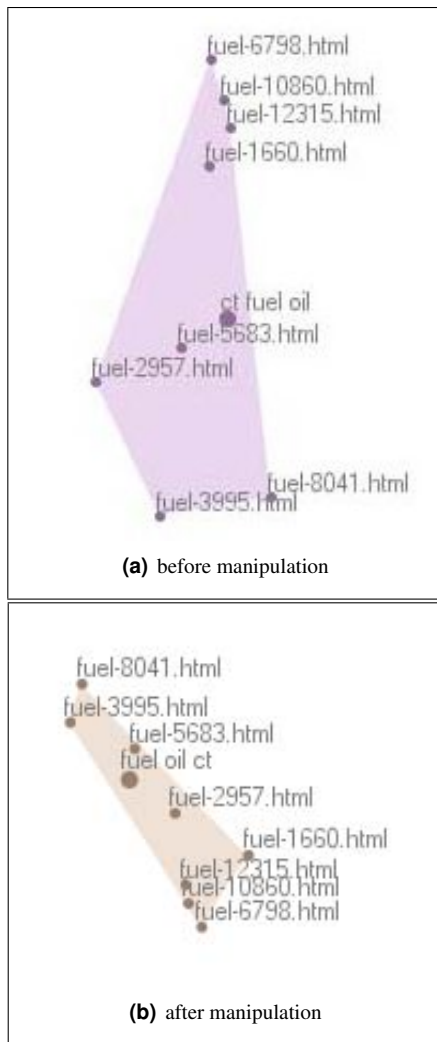 fuel-6798.html
fuel-10860.html
fuel-12315.html
fuel-1660.html
ct fuel oil
fuel-5683.html
fuel-2957.html
fuel-8041.html
fuel-3995.html
(a) before manipulation
fuel-8041.html
fuel-3995.html
fuel-5683.html
fuel oil ct
fuel-2957.html
fuel-1660.html
fuel-12315.html
fuel-10860.html
fuel-6798.html
(b) after manipulation